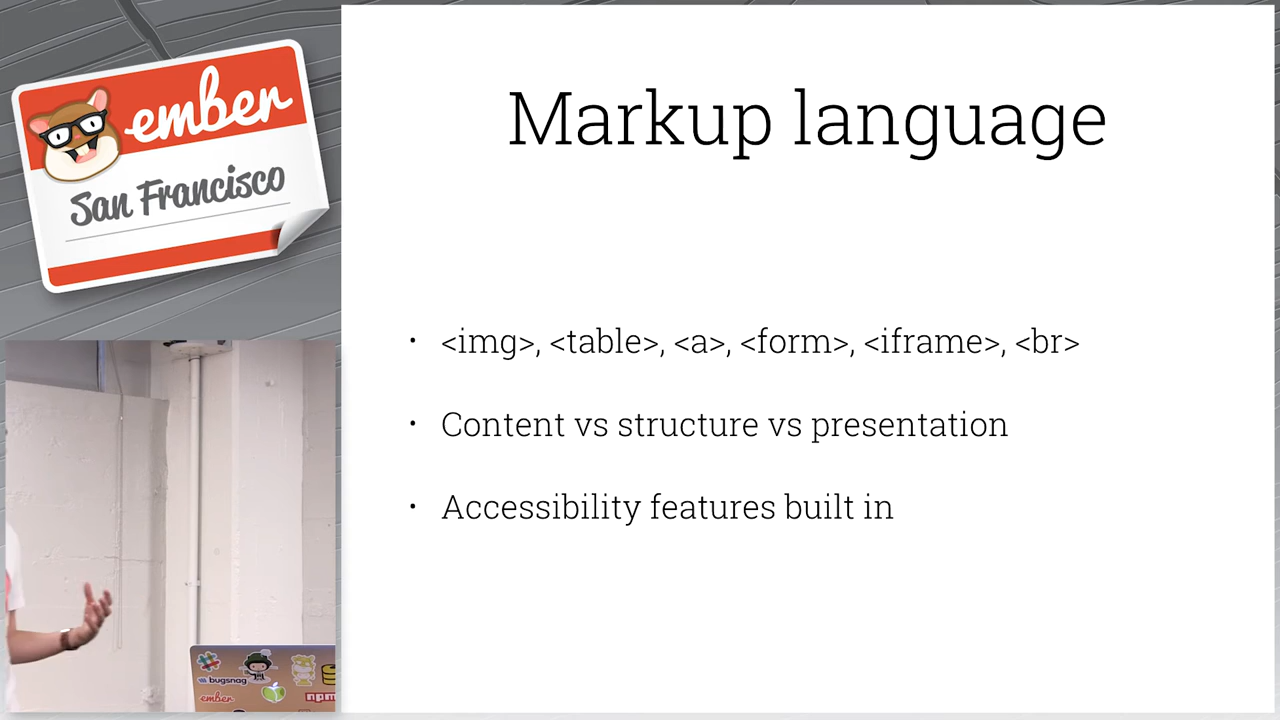 ember
San Francisco
Markup language
• <img>, <table>, <a>, <form>, <iframe>, <br>
• Content vs structure vs presentation
• Accessibility features built in
bugsnag
ember
npm